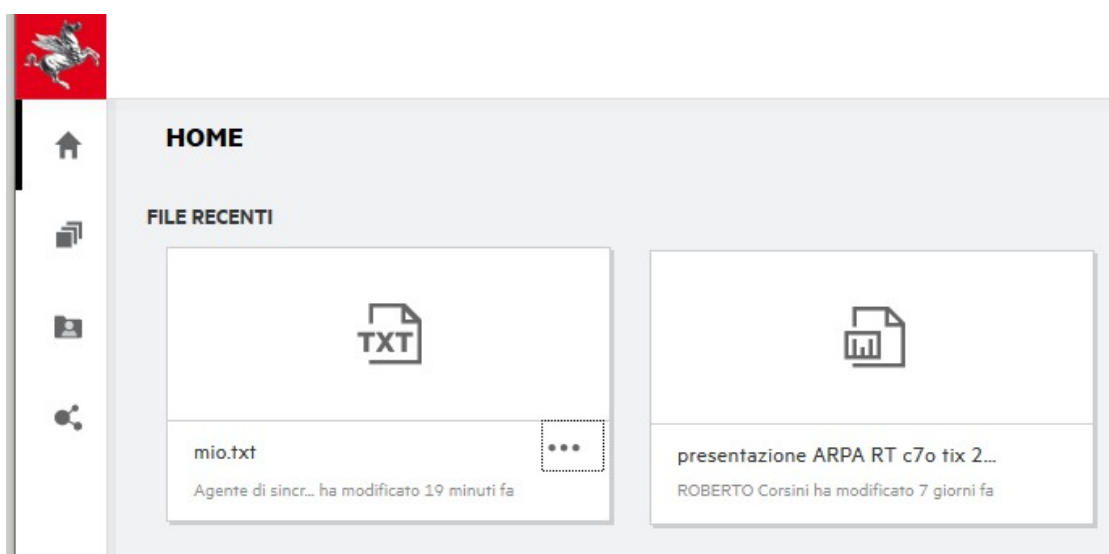 HOME
FILE RECENTI
TXT
mio.txt
Agente di sincr... ha modificato 19 minuti fa
presentazione ARPA RT c7o tix 2...
ROBERTO Corsini ha modificato 7 giorni fa